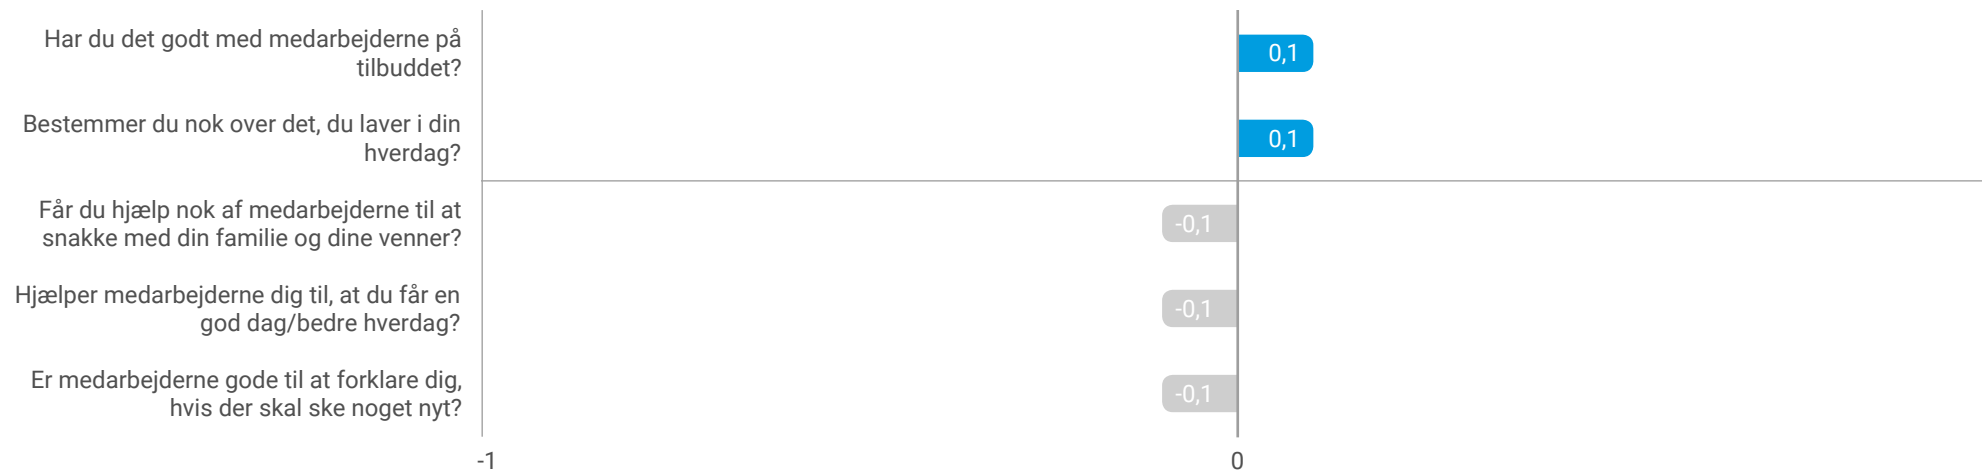 Har du det godt med medarbejderne på
tilbuddet?
0,1
Bestemmer du nok over det, du laver i din
hverdag?
0,1
Får du hjælp nok af medarbejderne til at
snakke med din familie og dine venner?
-0,1
Hjælper medarbejderne dig til, at du får en
god dag/bedre hverdag?
-0,1
Er medarbejderne gode til at forklare dig,
hvis der skal ske noget nyt?
-0,1
-1
0